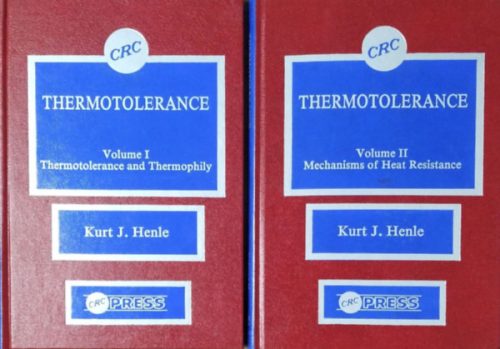 CRC
THERMOTOLERANCE
Volume I
Thermotolerance and Thermophily
Kurt J. Henle
CRC PRESS
CRC
THERMOTOLERANCE
Volume II
Mechanisms of Heat Resistance
Kurt J. Henle
CRC PRESS